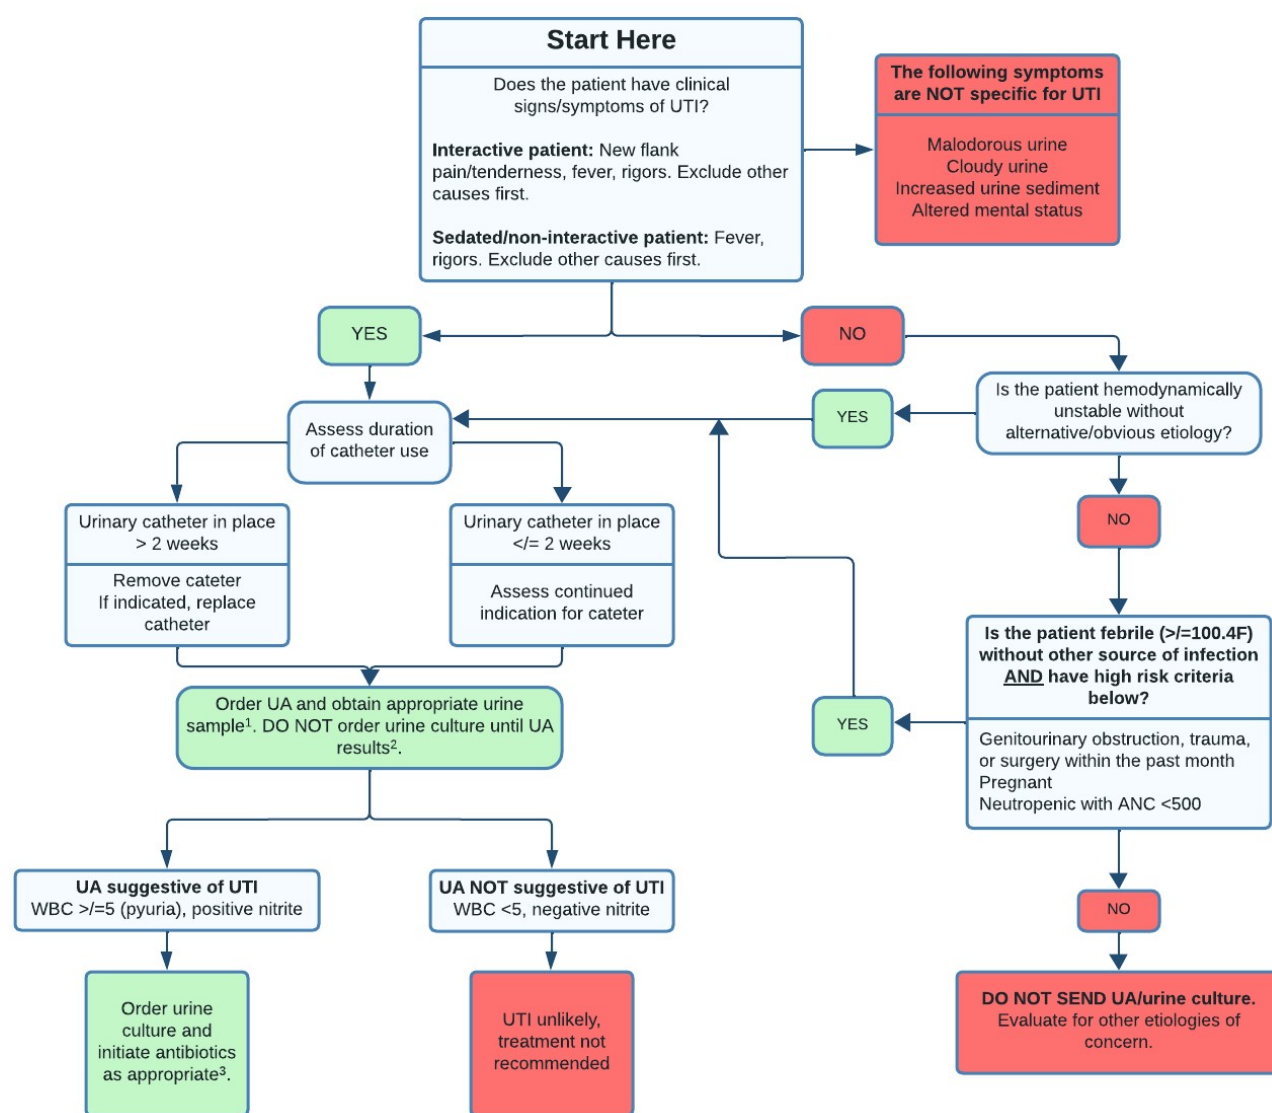 Start Here
Does the patient have clinical
signs/symptoms of UTI?
Interactive patient: New flank
pain/tenderness, fever, rigors. Exclude other
causes first.
Sedated/non-interactive patient: Fever,
rigors. Exclude other causes first.
The following symptoms
are NOT specific for UTI
Malodorous urine
Cloudy urine
Increased urine sediment
Altered mental status
YES
NO
Is the patient hemodynamically
unstable without
alternative/obvious etiology?
YES
NO
Assess duration
of catheter use
Urinary catheter in place
> 2 weeks
Remove cateter
If indicated, replace
catheter
Urinary catheter in place
</= 2 weeks
Assess continued
indication for cateter
Is the patient febrile (>/=100.4F)
without other source of infection
AND have high risk criteria
below?
Genitourinary obstruction, trauma,
or surgery within the past month
Pregnant
Neutropenic with ANC <500
YES
NO
Order UA and obtain appropriate urine
sample¹. DO NOT order urine culture until UA
results².
UA suggestive of UTI
WBC >/=5 (pyuria), positive nitrite
UA NOT suggestive of UTI
WBC <5, negative nitrite
Order urine
culture and
initiate antibiotics
as appropriate³.
UTI unlikely,
treatment not
recommended
DO NOT SEND UA/urine culture.
Evaluate for other etiologies of
concern.